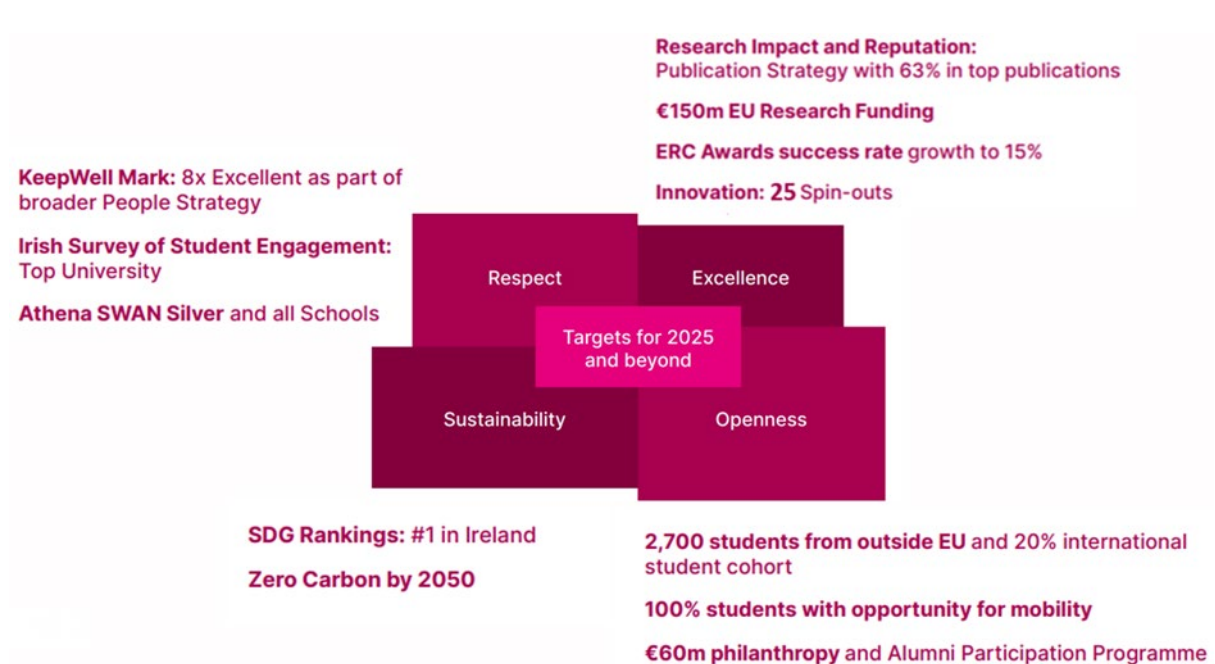 Research Impact and Reputation:
Publication Strategy with 63% in top publications
€150m EU Research Funding
ERC Awards success rate growth to 15%
Innovation: 25 Spin-outs
KeepWell Mark: 8x Excellent as part of
broader People Strategy
Irish Survey of Student Engagement:
Top University
Athena SWAN Silver and all Schools
Respect
Excellence
Targets for 2025
and beyond
Sustainability
Openness
SDG Rankings: #1 in Ireland
Zero Carbon by 2050
2,700 students from outside EU and 20% international
student cohort
100% students with opportunity for mobility
€60m philanthropy and Alumni Participation Programme